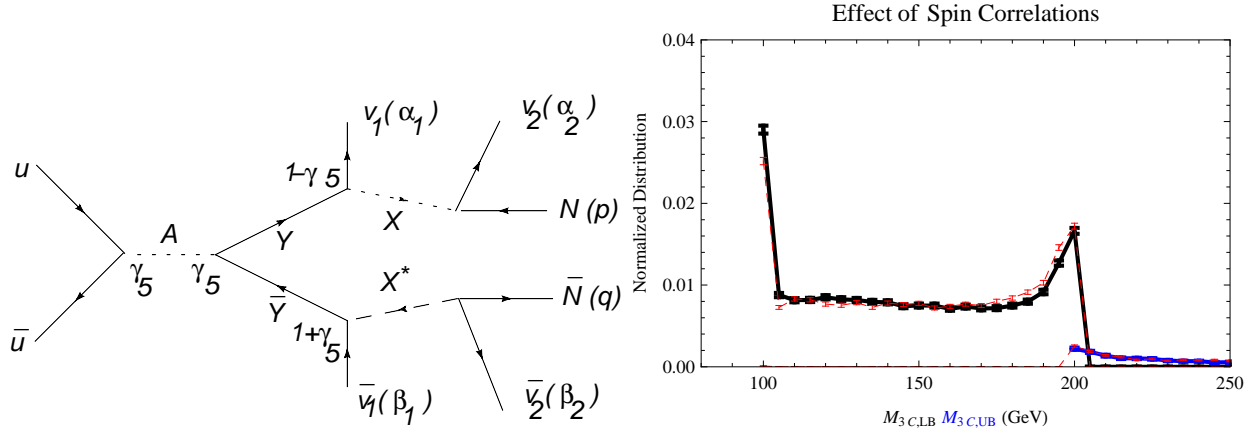 u
ū
A
γ5
γ5
Y
Ȳ
1-γ5
1+γ5
v1(α1)
v̄1(β1)
X
X*
v2(α2)
N (p)
N̄ (q)
v̄2(β2)
Effect of Spin Correlations
Normalized Distribution
0.04
0.03
0.02
0.01
0.00
100 150 200 250
M3C,LB M3C,UB (GeV)